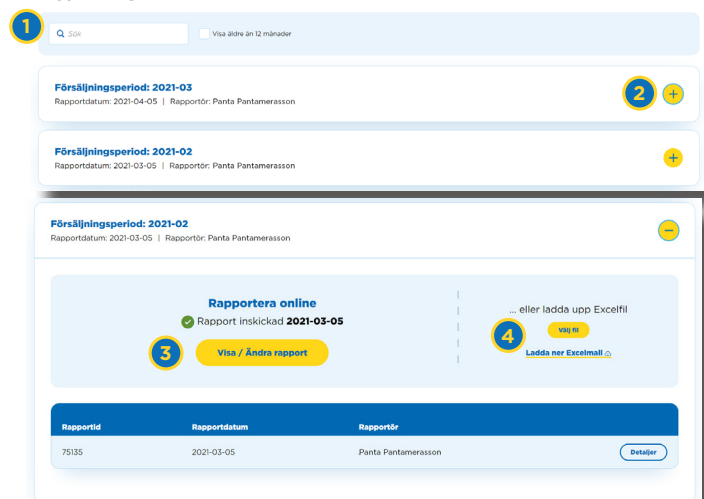 1
Sök
Visa äldre än 12 månader
Försäljningsperiod: 2021-03
Rapportdatum: 2021-04-05 | Rapportör: Panta Pantamerasson
2
+
Försäljningsperiod: 2021-02
Rapportdatum: 2021-03-05 | Rapportör: Panta Pantamerasson
+
Försäljningsperiod: 2021-02
Rapportdatum: 2021-03-05 | Rapportör: Panta Pantamerasson
−
Rapportera online
Rapport inskickad 2021-03-05
3
Visa / Ändra rapport
... eller ladda upp Excelfil
4
Välj fil
Ladda ner Excelmall
Rapportid Rapportdatum Rapportör
75135 2021-03-05 Panta Pantamerasson Detaljer